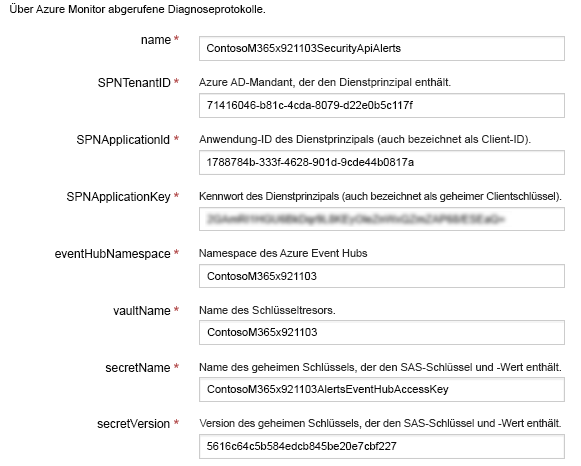 Über Azure Monitor abgerufene Diagnoseprotokolle.
name *
ContosoM365x921103SecurityApiAlerts
SPNTenantID *
Azure AD-Mandant, der den Dienstprinzipal enthält.
71416046-b81c-4cda-8079-d22e0b5c117f
SPNApplicationId *
Anwendung-ID des Dienstprinzipals (auch bezeichnet als Client-ID).
1788784b-333f-4628-901d-9cde44b0817a
SPNApplicationKey *
Kennwort des Dienstprinzipals (auch bezeichnet als geheimer Clientschlüssel).
eventHubNamespace *
Namespace des Azure Event Hubs
ContosoM365x921103
vaultName *
Name des Schlüsseltresors.
ContosoM365x921103
secretName *
Name des geheimen Schlüssels, der den SAS-Schlüssel und -Wert enthält.
ContosoM365x921103AlertsEventHubAccessKey
secretVersion *
Version des geheimen Schlüssels, der den SAS-Schlüssel und -Wert enthält.
5616c64c5b584edcb845be20e7cbf227